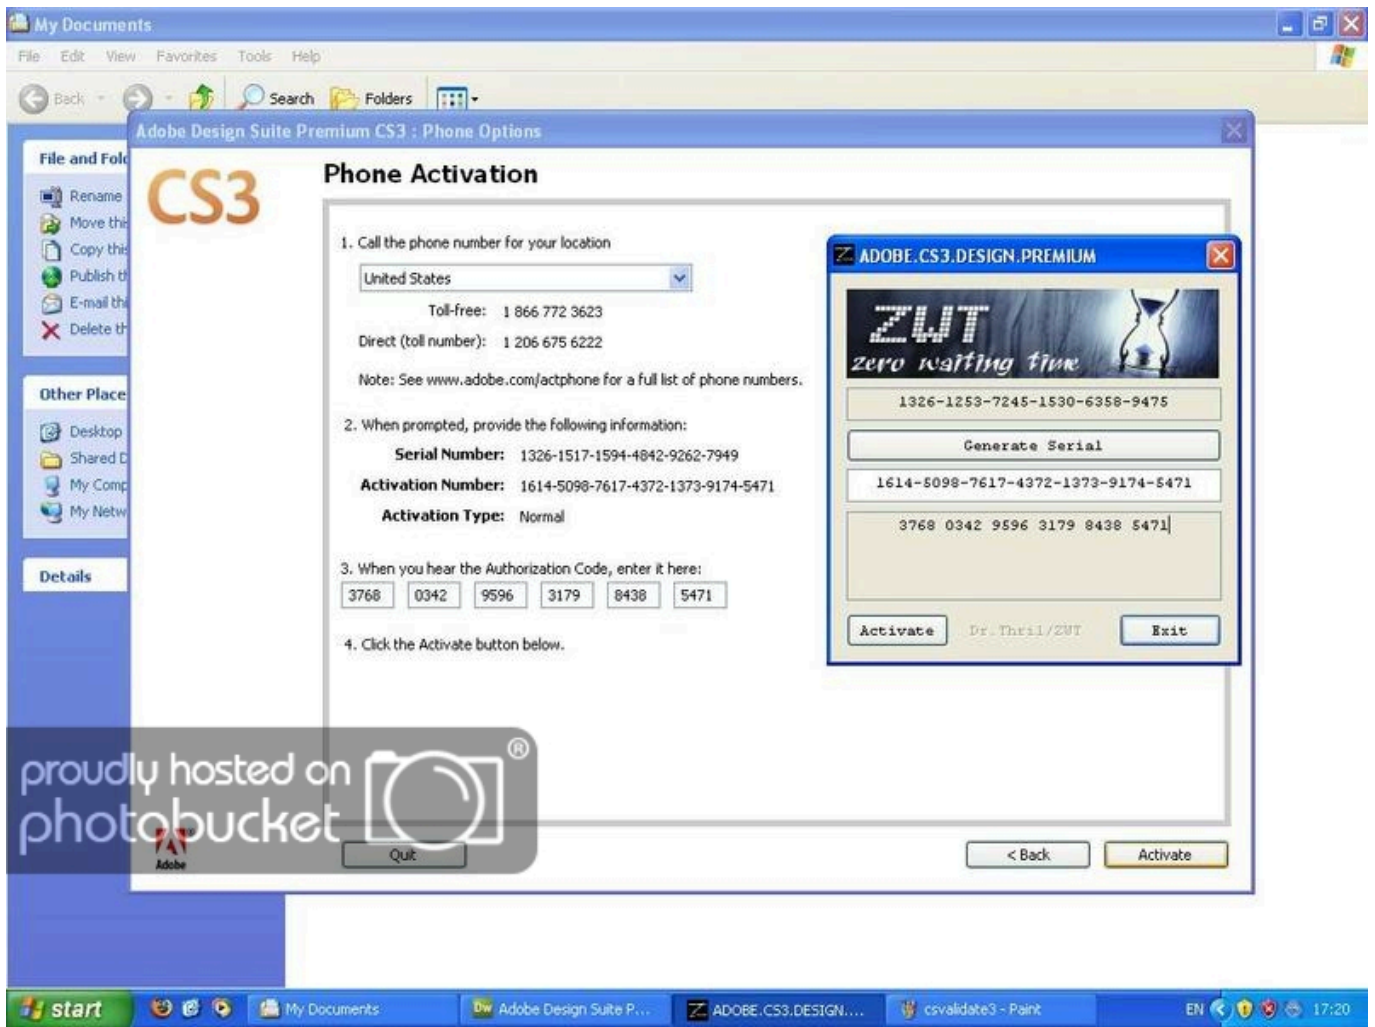 My Documents
File Edit View Favorites Tools Help
Back Search Folders
Adobe Design Suite Premium CS3 : Phone Options
File and Fold
Rename
Move this
Copy this
Publish th
E-mail thi
Delete th
Other Place
Desktop
Shared D
My Comp
My Netw
Details
CS3
Phone Activation
1. Call the phone number for your location
United States
Toll-free: 1 866 772 3623
Direct (toll number): 1 206 675 6222
Note: See www.adobe.com/actphone for a full list of phone numbers.
2. When prompted, provide the following information:
Serial Number: 1326-1517-1594-4842-9262-7949
Activation Number: 1614-5098-7617-4372-1373-9174-5471
Activation Type: Normal
3. When you hear the Authorization Code, enter it here:
3768 0342 9596 3179 8438 5471
4. Click the Activate button below.
ADOBE.CS3.DESIGN.PREMIUM
ZWT
zero waiting time
1326-1253-7245-1530-6358-9475
Generate Serial
1614-5098-7617-4372-1373-9174-5471
3768 0342 9596 3179 8438 5471
Activate Dr.Thril/ZWT Exit
proudly hosted on
photobucket ®
Adobe
Quit < Back Activate
start My Documents Dw Adobe Design Suite P... ADOBE.CS3.DESIGN.... csvalidate3 - Paint EN 17:20